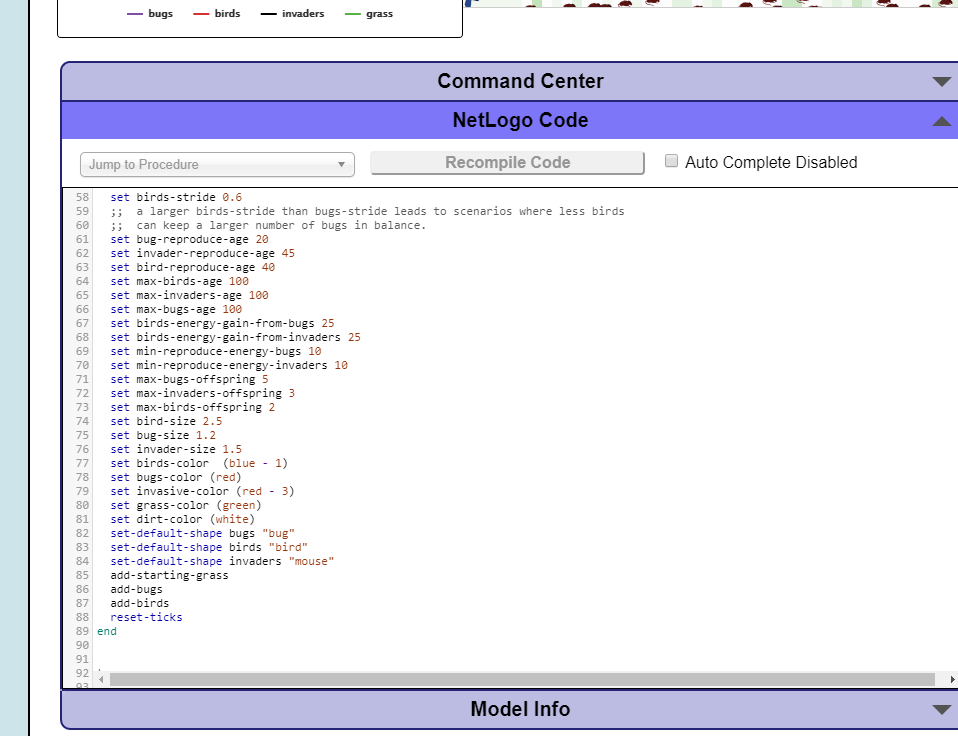 bugs birds invaders grass
Command Center
NetLogo Code
Jump to Procedure Recompile Code Auto Complete Disabled
58 set birds-stride 0.6
59 ;; a larger birds-stride than bugs-stride leads to scenarios where less birds
60 ;; can keep a larger number of bugs in balance.
61 set bug-reproduce-age 20
62 set invader-reproduce-age 45
63 set bird-reproduce-age 40
64 set max-birds-age 100
65 set max-invaders-age 100
66 set max-bugs-age 100
67 set birds-energy-gain-from-bugs 25
68 set birds-energy-gain-from-invaders 25
69 set min-reproduce-energy-bugs 10
70 set min-reproduce-energy-invaders 10
71 set max-bugs-offspring 5
72 set max-invaders-offspring 3
73 set max-birds-offspring 2
74 set bird-size 2.5
75 set bug-size 1.2
76 set invader-size 1.5
77 set birds-color  (blue - 1)
78 set bugs-color (red)
79 set invasive-color (red - 3)
80 set grass-color (green)
81 set dirt-color (white)
82 set-default-shape bugs "bug"
83 set-default-shape birds "bird"
84 set-default-shape invaders "mouse"
85 add-starting-grass
86 add-bugs
87 add-birds
88 reset-ticks
89 end
90
91
92
93
Model Info